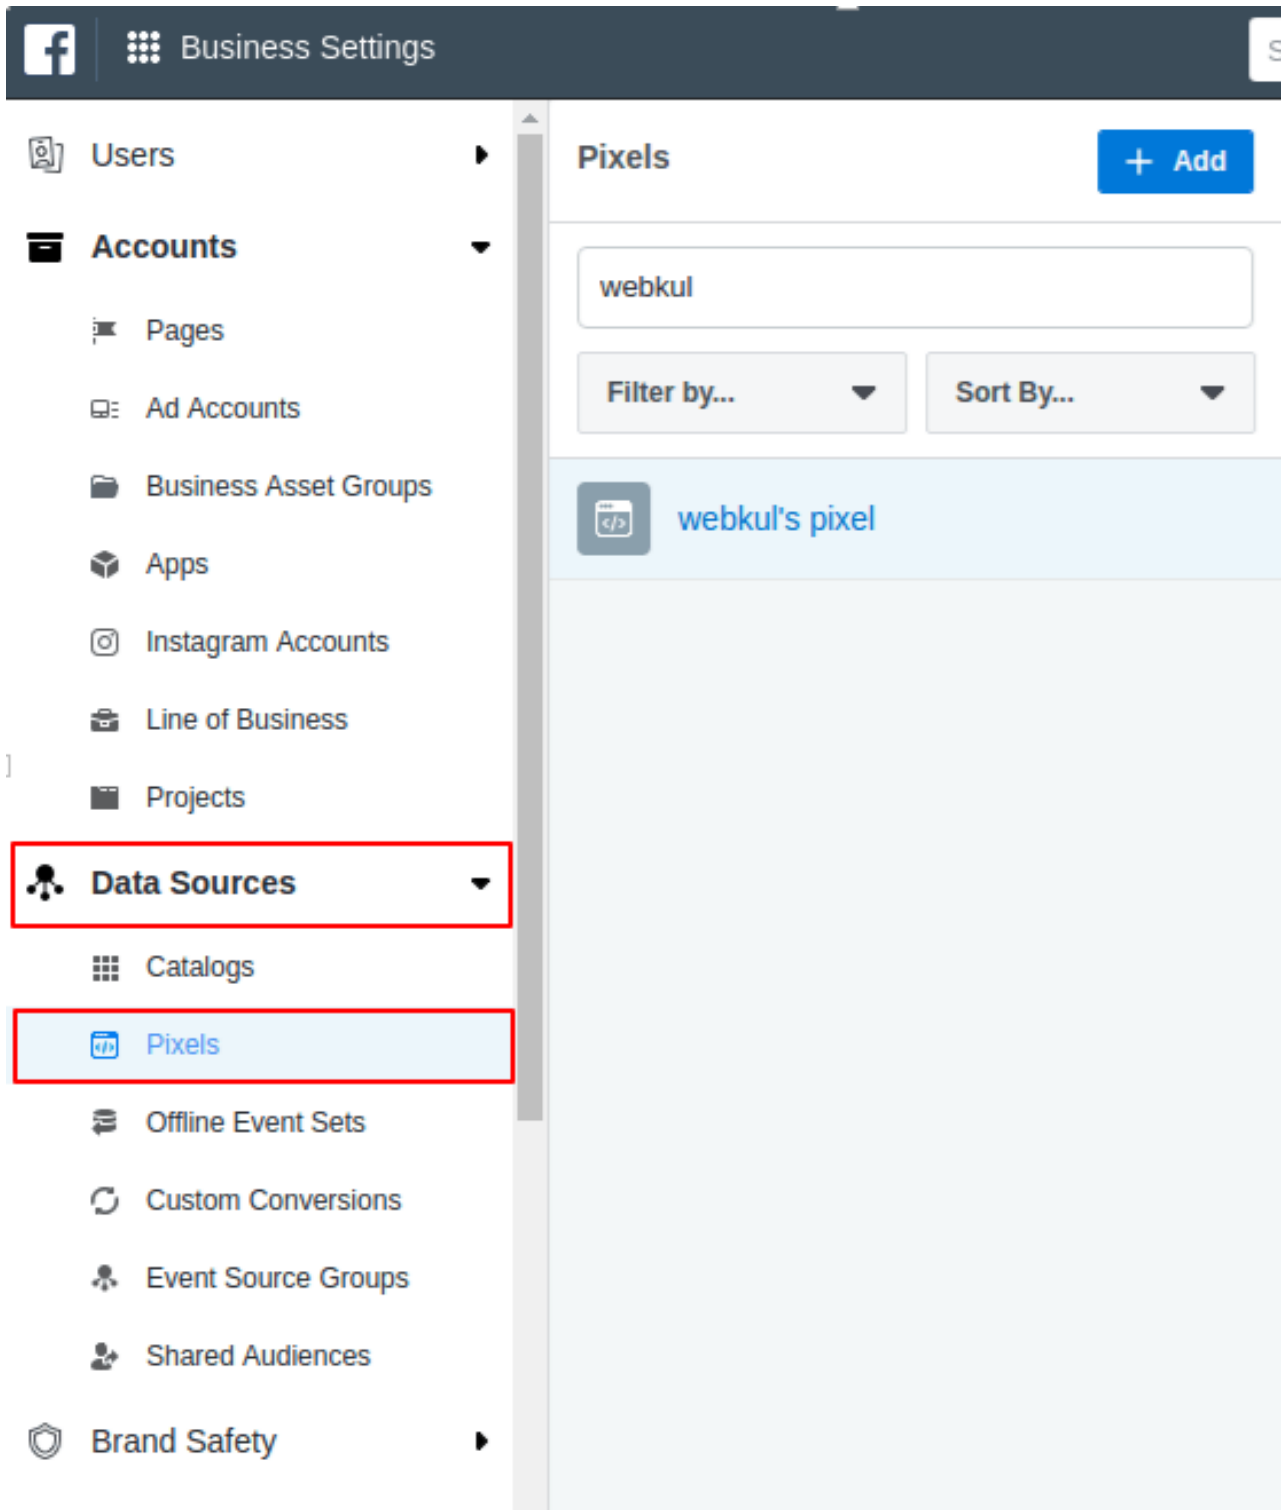 Business Settings
S
Users
Accounts
Pages
Ad Accounts
Business Asset Groups
Apps
Instagram Accounts
Line of Business
Projects
Data Sources
Catalogs
Pixels
Offline Event Sets
Custom Conversions
Event Source Groups
Shared Audiences
Brand Safety
Pixels
+ Add
webkul
Filter by...
Sort By...
webkul's pixel